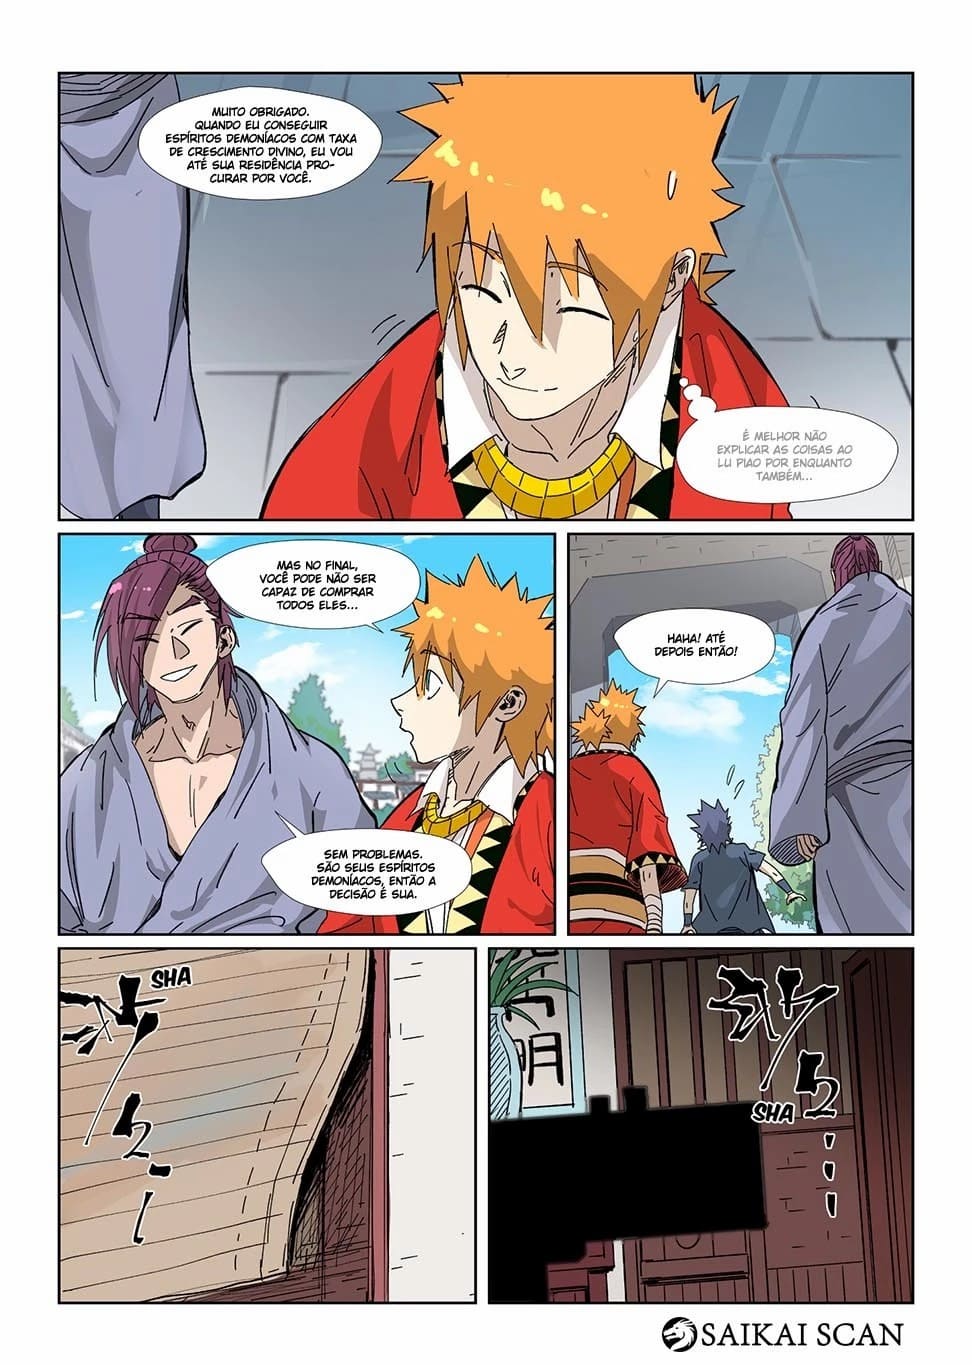 MUITO OBRIGADO.
QUANDO EU CONSEGUIR
ESPÍRITOS DEMONÍACOS COM TAXA
DE CRESCIMENTO DIVINO, EU VOU
ATÉ SUA RESIDÊNCIA PRO-
CURAR POR VOCÊ.
É MELHOR NÃO
EXPLICAR AS COISAS AO
LU PIAO POR ENQUANTO
TAMBÉM...
MAS NO FINAL,
VOCÊ PODE NÃO SER
CAPAZ DE COMPRAR
TODOS ELES...
SEM PROBLEMAS.
SÃO SEUS ESPÍRITOS
DEMONÍACOS, ENTÃO A
DECISÃO É SUA.
HAHA! ATÉ
DEPOIS ENTÃO!
SHA
明
SHA
SAIKAI SCAN